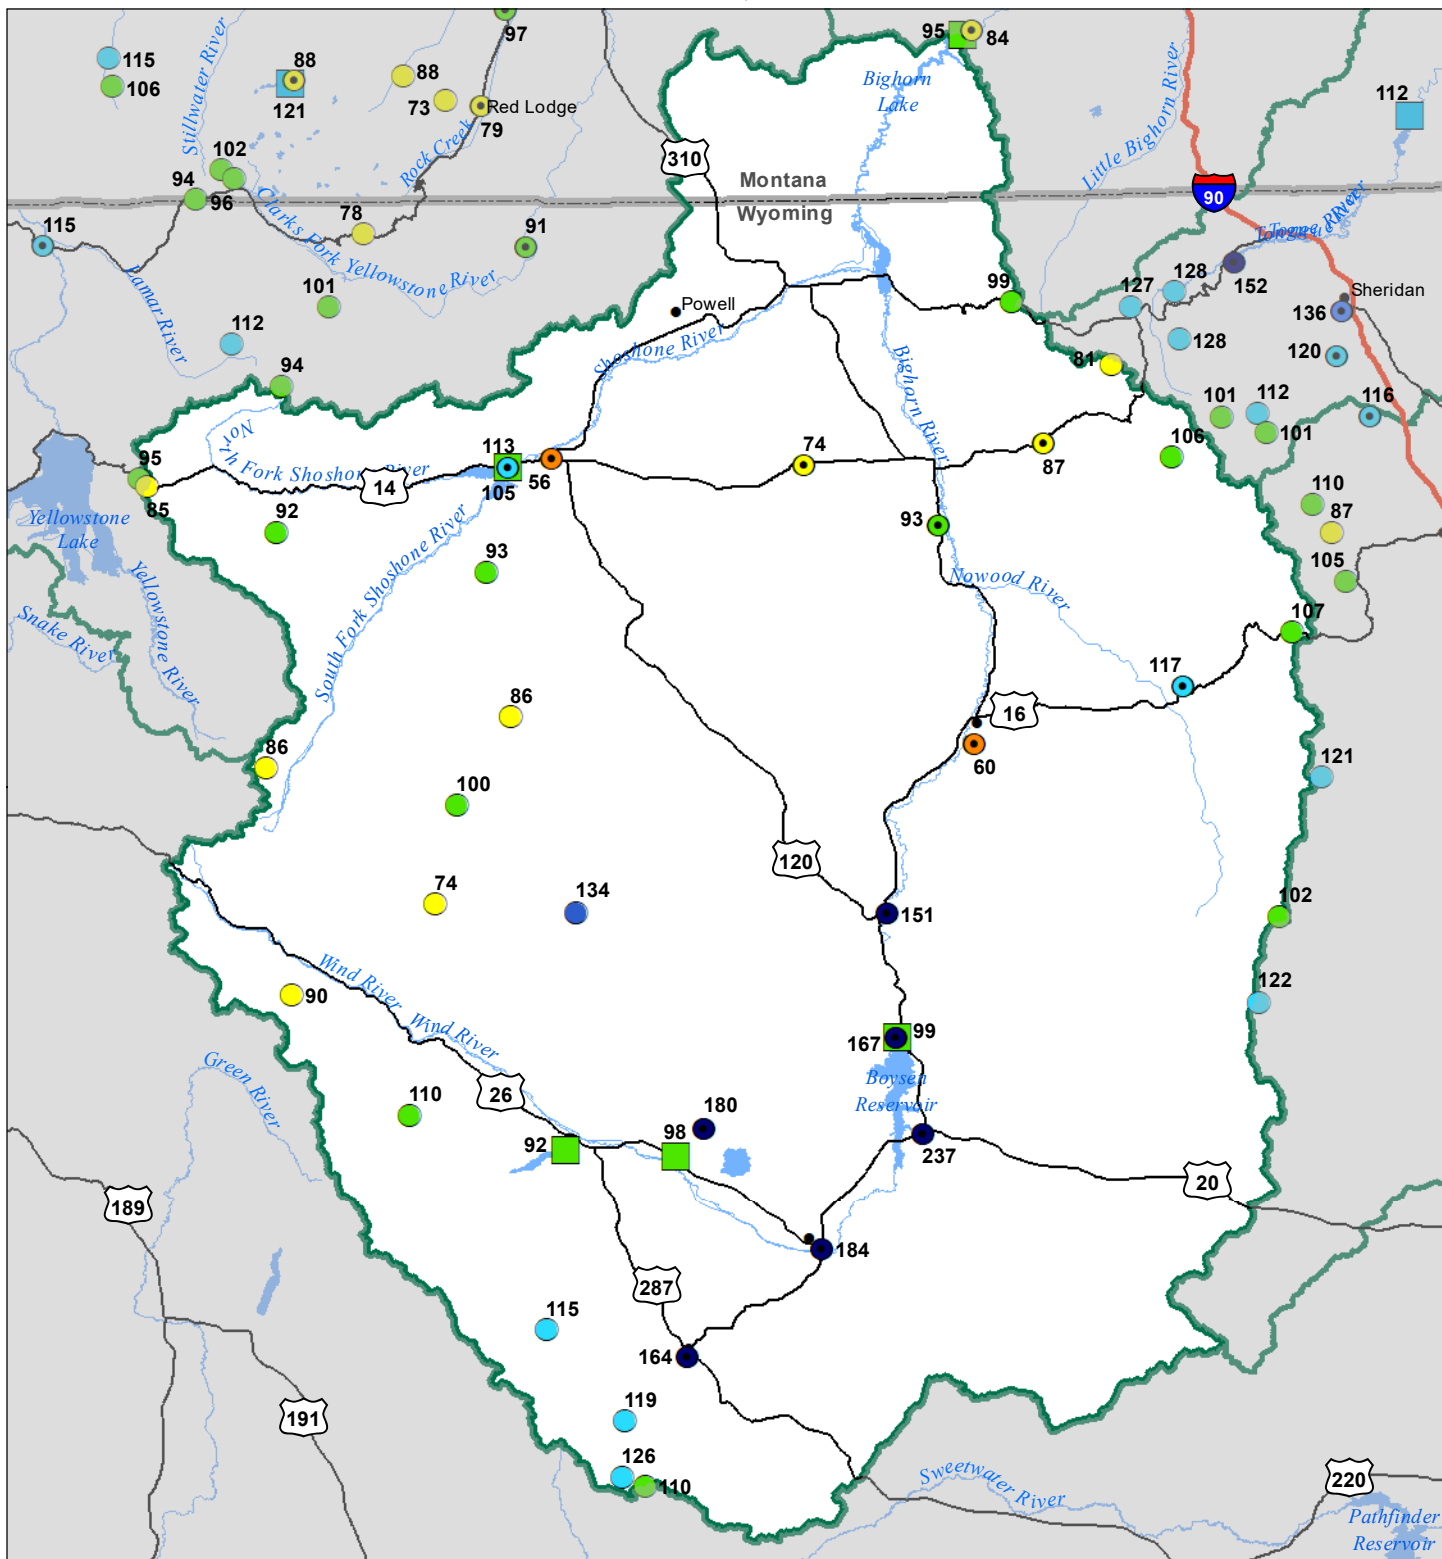 97
95
84
115
106
88
121
88
73
Red Lodge
79
Stillwater River
Rock Creek
Bighorn
Lake
Little Bighorn River
112
310
102
94
96
Montana
Wyoming
90
Tongue River
Tongue River
115
78
Clarks Fork Yellowstone River
91
Lamar River
101
112
94
Powell
Shoshone River
99
127
128
152
Sheridan
136
128
120
81
Bighorn River
101
112
101
116
106
North Fork Shoshone River
14
113
105
56
74
87
95
85
92
Yellowstone
Lake
South Fork Shoshone River
93
93
110
87
105
Nowood River
Yellowstone River
Snake River
107
117
16
86
86
60
121
100
120
74
134
151
102
122
90
Wind River
Wind River
167
99
Boysen
Reservoir
Green River
110
26
180
92
98
237
20
189
184
287
115
164
191
119
126
110
Sweetwater River
220
Pathfinder
Reservoir